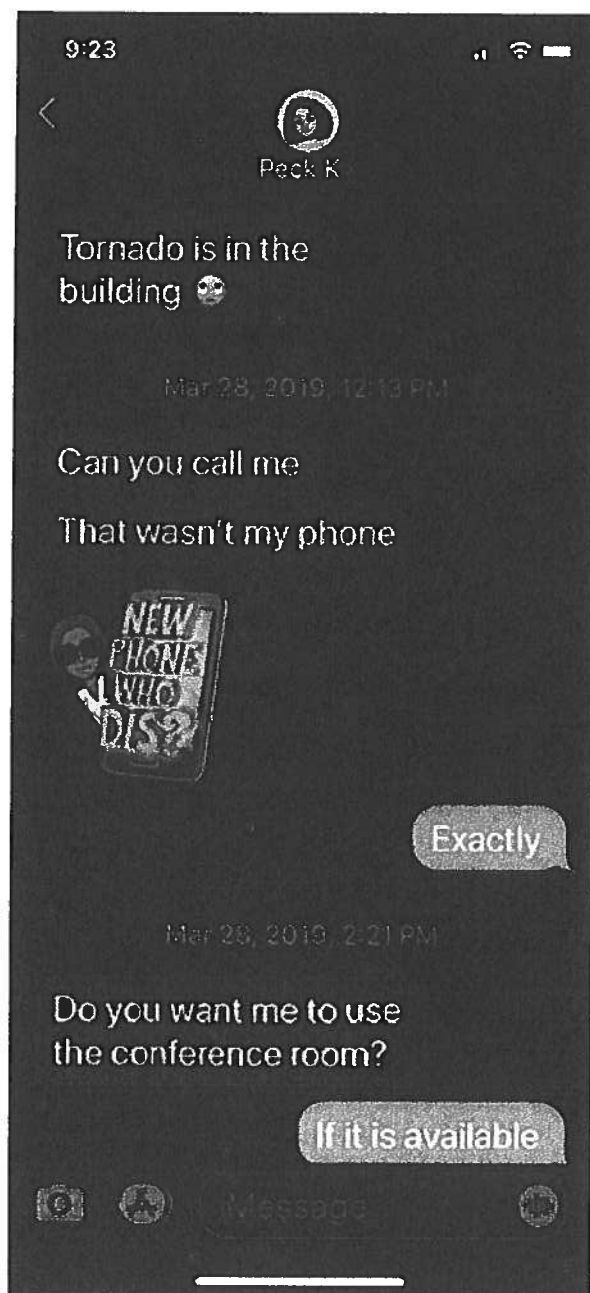 9:23
Peck K
Tornado is in the
building
Mar 28, 2019, 12:13 PM
Can you call me
That wasn't my phone
NEW
PHONE
WHO
DIS?
Exactly
Mar 28, 2019, 2:21 PM
Do you want me to use
the conference room?
If it is available
Message